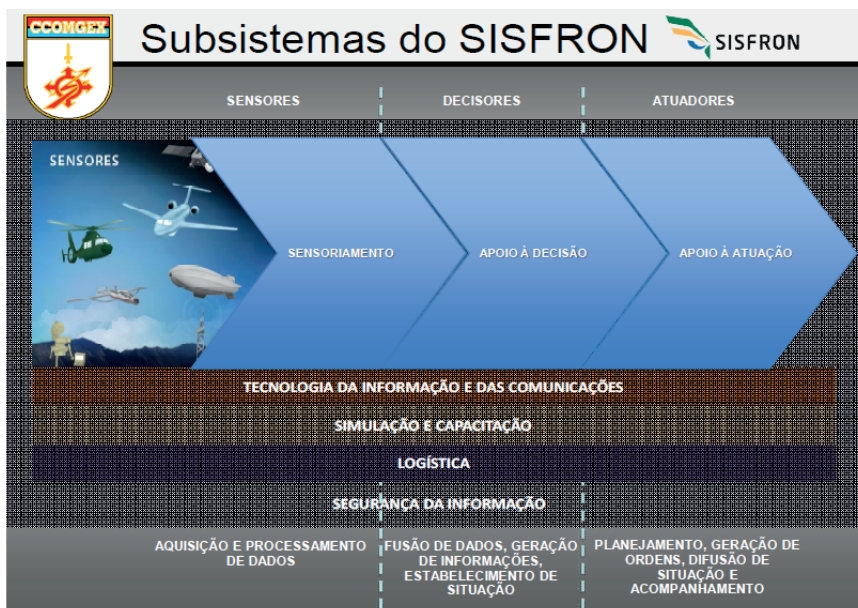 CCOMGEX
Subsistemas do SISFRON
SISFRON
SENSORES
DECISORES
ATUADORES
SENSORES
SENSORIAMENTO
APOIO À DECISÃO
APOIO À ATUAÇÃO
TECNOLOGIA DA INFORMAÇÃO E DAS COMUNICAÇÕES
SIMULAÇÃO E CAPACITAÇÃO
LOGÍSTICA
SEGURANÇA DA INFORMAÇÃO
AQUISIÇÃO E PROCESSAMENTO
DE DADOS
FUSÃO DE DADOS, GERAÇÃO
DE INFORMAÇÕES,
ESTABELECIMENTO DE
SITUAÇÃO
PLANEJAMENTO, GERAÇÃO DE
ORDENS, DIFUSÃO DE
SITUAÇÃO E
ACOMPANHAMENTO